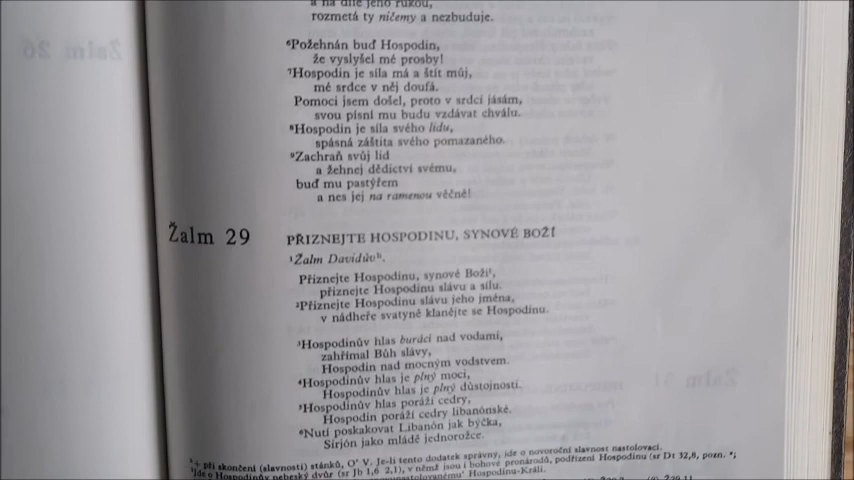 a na dílе jeho rukou,
rozmetá ty ničemy a nezbuduje.
⁶Požehnán buď Hospodin,
že vyslyšel mé prosby!
⁷Hospodin je síla má a štít můj,
mé srdce v něj doufá.
Pomoci jsem došel, proto v srdci jásám,
svou písní mu budu vzdávat chválu.
⁸Hospodin je síla svého lidu,
spásná záštita svého pomazaného.
⁹Zachraň svůj lid
a žehnej dědictví svému,
buď mu pastýřem
a nes jej na ramenou věčně!
Žalm 29
PŘIZNEJTE HOSPODINU, SYNOVÉ BOŽÍ
¹Žalm Davidův ʰ.
Přiznejte Hospodinu, synové Boží¹,
přiznejte Hospodinu slávu a sílu.
²Přiznejte Hospodinu slávu jeho jména,
v nádheře svatyně klanějte se Hospodinu.
³Hospodinův hlas burácí nad vodami,
zahřímal Bůh slávy,
Hospodin nad mocným vodstvem.
⁴Hospodinův hlas je plný moci,
Hospodinův hlas je plný důstojnosti.
⁵Hospodinův hlas poráží cedry,
Hospodin poráží cedry libanónské.
⁶Nutí poskakovat Libanón jak býčka,
Sirjón jako mládě jednorožce.
ʰ + při skončení (slavnosti) stánků, O' V. Je-li tento dodatek správný, jde o novoroční slavnost nastolovací.
Jde o Hospodinův nebeský dvůr (sr Jb 1,6 2,1), v němž jsou i bohové pronárodů, podřízení Hospodinu (sr Dt 32,8, pozn. *;
Hospodina-Králi.